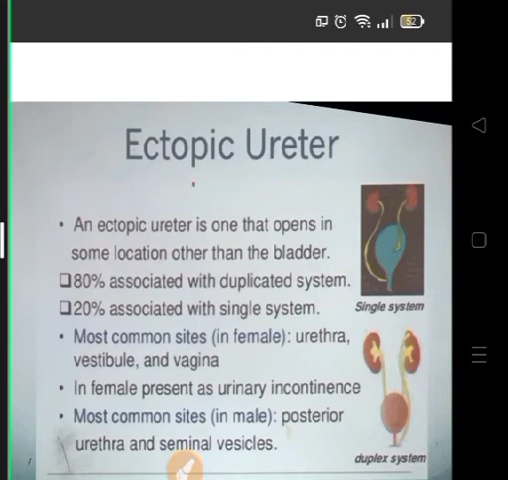 52
Ectopic Ureter
• An ectopic ureter is one that opens in
some location other than the bladder.
❑80% associated with duplicated system.
❑20% associated with single system.
Single system
• Most common sites (in female): urethra,
vestibule, and vagina
• In female present as urinary incontinence
• Most common sites (in male): posterior
urethra and seminal vesicles.
duplex system